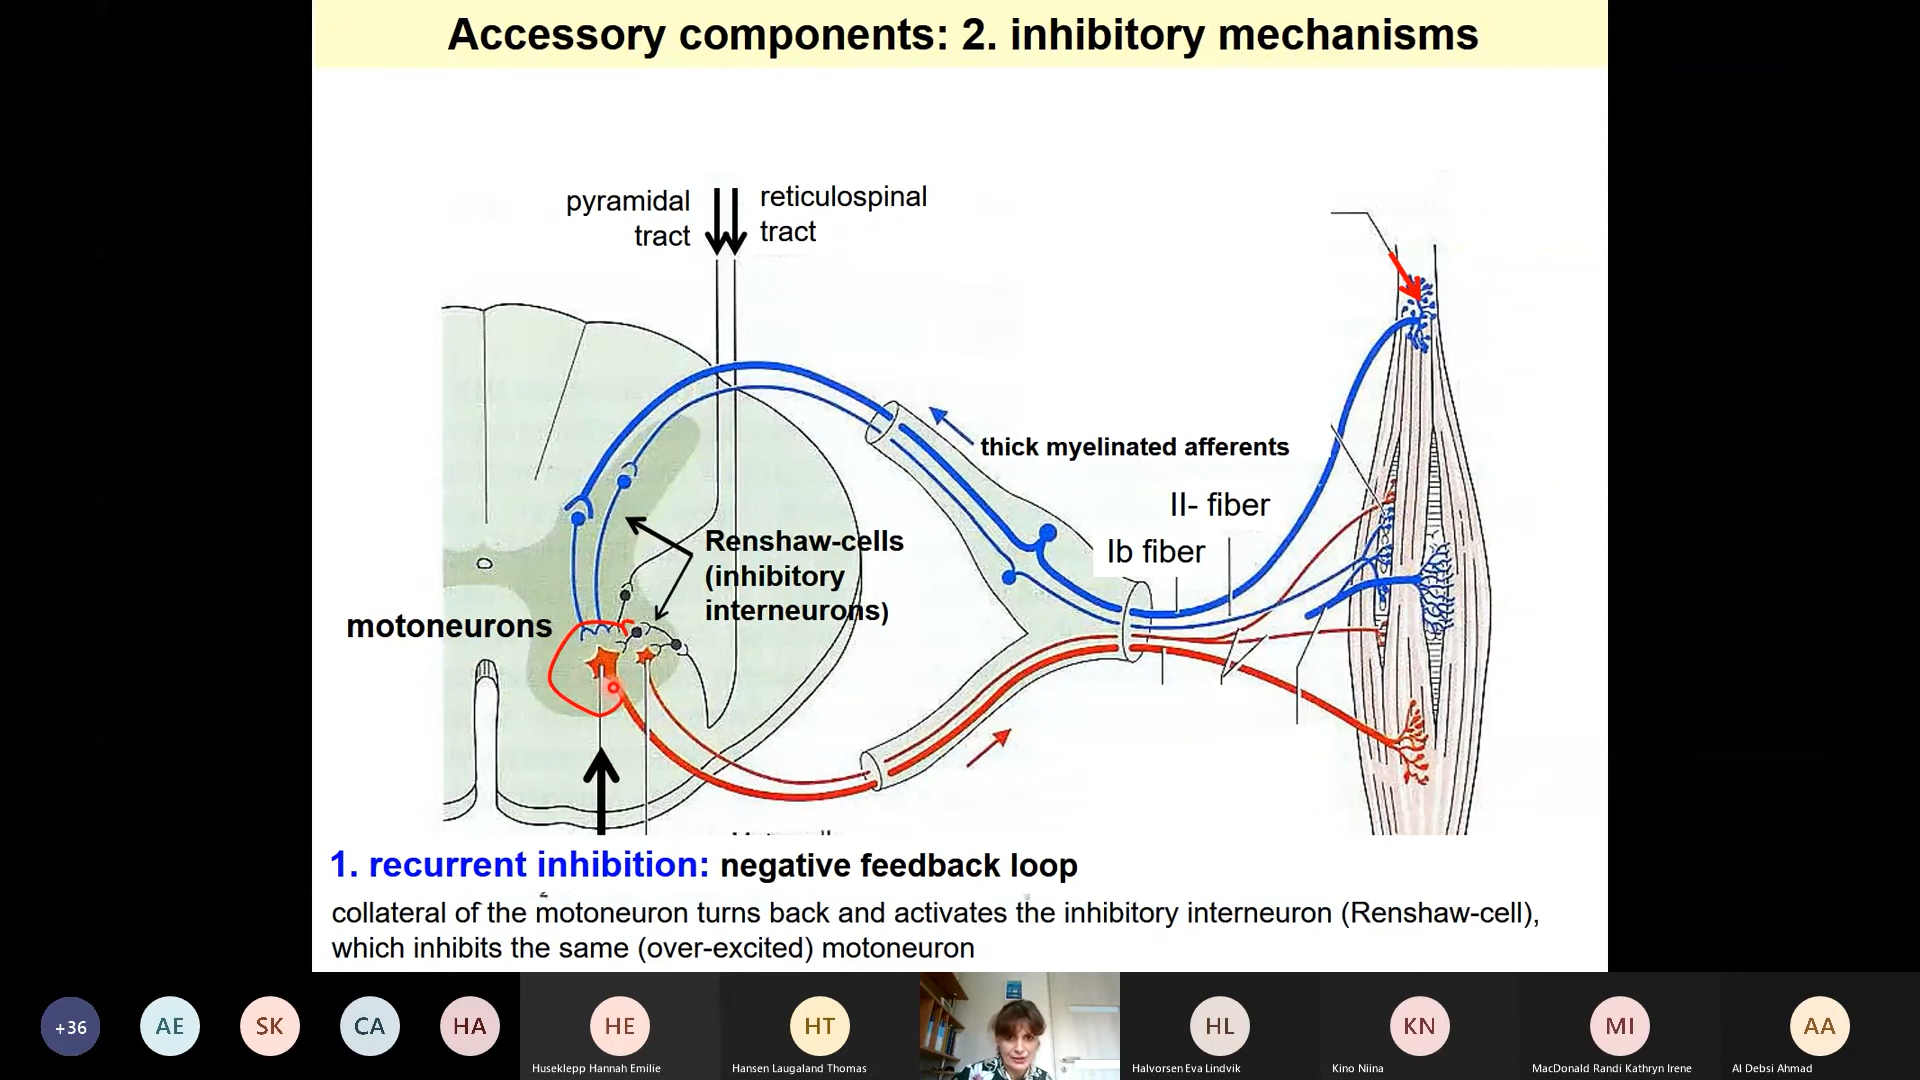 Accessory components: 2. inhibitory mechanisms
pyramidal
tract
reticulospinal
tract
thick myelinated afferents
II- fiber
Ib fiber
Renshaw-cells
(inhibitory
interneurons)
motoneurons
1. recurrent inhibition: negative feedback loop
collateral of the motoneuron turns back and activates the inhibitory interneuron (Renshaw-cell),
which inhibits the same (over-excited) motoneuron
+36
AE
SK
CA
HA
HE
HT
HL
KN
MI
AA
Huseklepp Hannah Emilie
Hansen Laugaland Thomas
Halvorsen Eva Lindvik
Kino Niina
MacDonald Randi Kathryn Irene
Al Debsi Ahmad